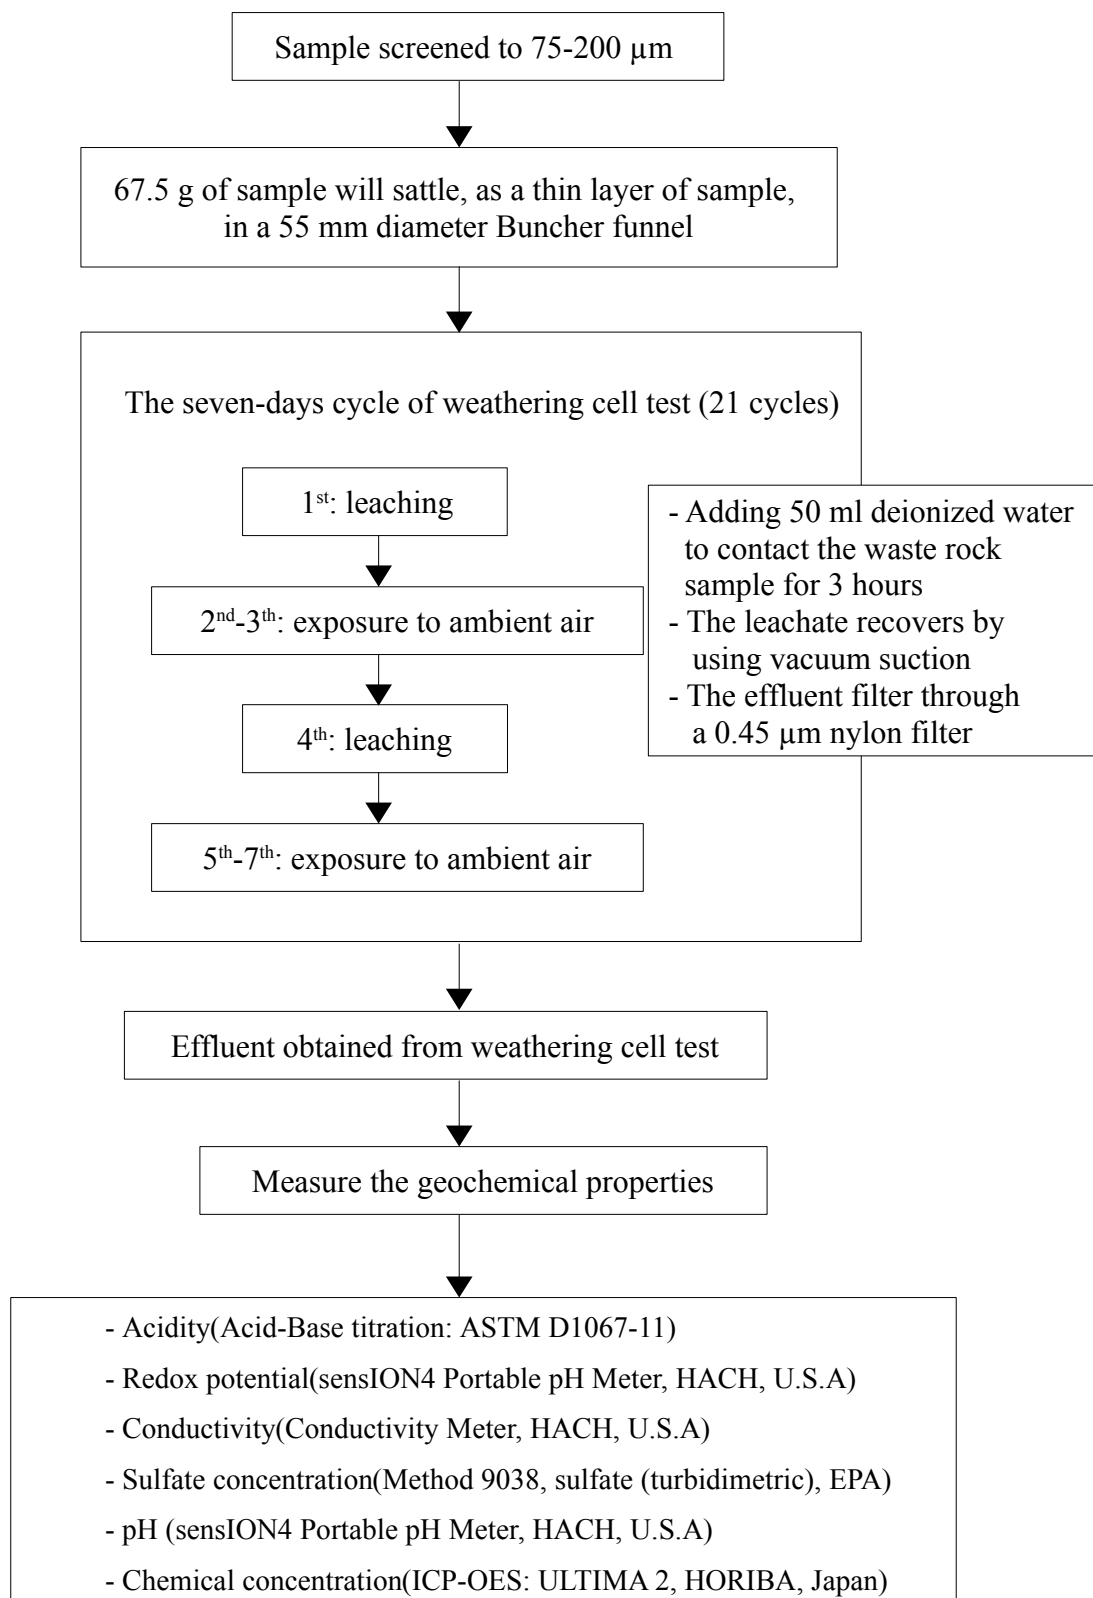 Sample screened to 75-200 µm
67.5 g of sample will sattle, as a thin layer of sample,
in a 55 mm diameter Buncher funnel
The seven-days cycle of weathering cell test (21 cycles)
1st: leaching
2nd-3th: exposure to ambient air
4th: leaching
5th-7th: exposure to ambient air
- Adding 50 ml deionized water
to contact the waste rock
sample for 3 hours
- The leachate recovers by
using vacuum suction
- The effluent filter through
a 0.45 µm nylon filter
Effluent obtained from weathering cell test
Measure the geochemical properties
- Acidity(Acid-Base titration: ASTM D1067-11)
- Redox potential(sensION4 Portable pH Meter, HACH, U.S.A)
- Conductivity(Conductivity Meter, HACH, U.S.A)
- Sulfate concentration(Method 9038, sulfate (turbidimetric), EPA)
- pH (sensION4 Portable pH Meter, HACH, U.S.A)
- Chemical concentration(ICP-OES: ULTIMA 2, HORIBA, Japan)